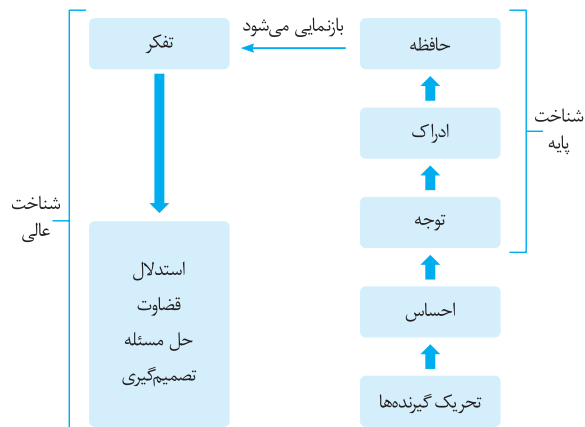 حافظه
بازنمایی می‌شود
تفکر
ادراک
شناخت
پایه
توجه
شناخت
عالی
احساس
استدلال
قضاوت
حل مسئله
تصمیم‌گیری
تحریک گیرنده‌ها